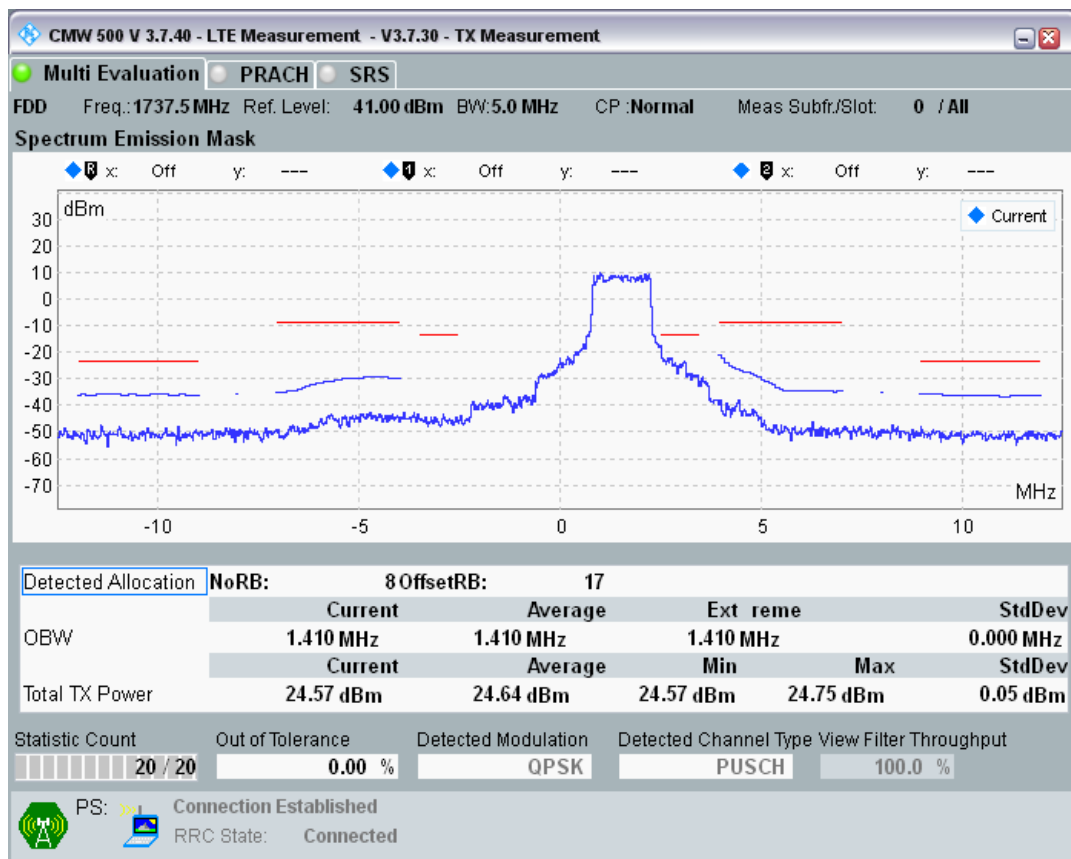 CMW 500 V 3.7.40 - LTE Measurement - V3.7.30 - TX Measurement
Multi Evaluation PRACH SRS
FDD Freq.: 1737.5 MHz Ref. Level: 41.00 dBm BW: 5.0 MHz CP : Normal Meas Subfr./Slot: 0 / All
Spectrum Emission Mask
R x: Off y: --- 1 x: Off y: --- 2 x: Off y: ---
dBm
Current
30
20
10
0
-10
-20
-30
-40
-50
-60
-70
MHz
-10 -5 0 5 10
Detected Allocation NoRB: 8 OffsetRB: 17
Current Average Ext reme StdDev
OBW 1.410 MHz 1.410 MHz 1.410 MHz 0.000 MHz
Current Average Min Max StdDev
Total TX Power 24.57 dBm 24.64 dBm 24.57 dBm 24.75 dBm 0.05 dBm
Statistic Count Out of Tolerance Detected Modulation Detected Channel Type View Filter Throughput
20 / 20 0.00 % QPSK PUSCH 100.0 %
PS: Connection Established
RRC State: Connected